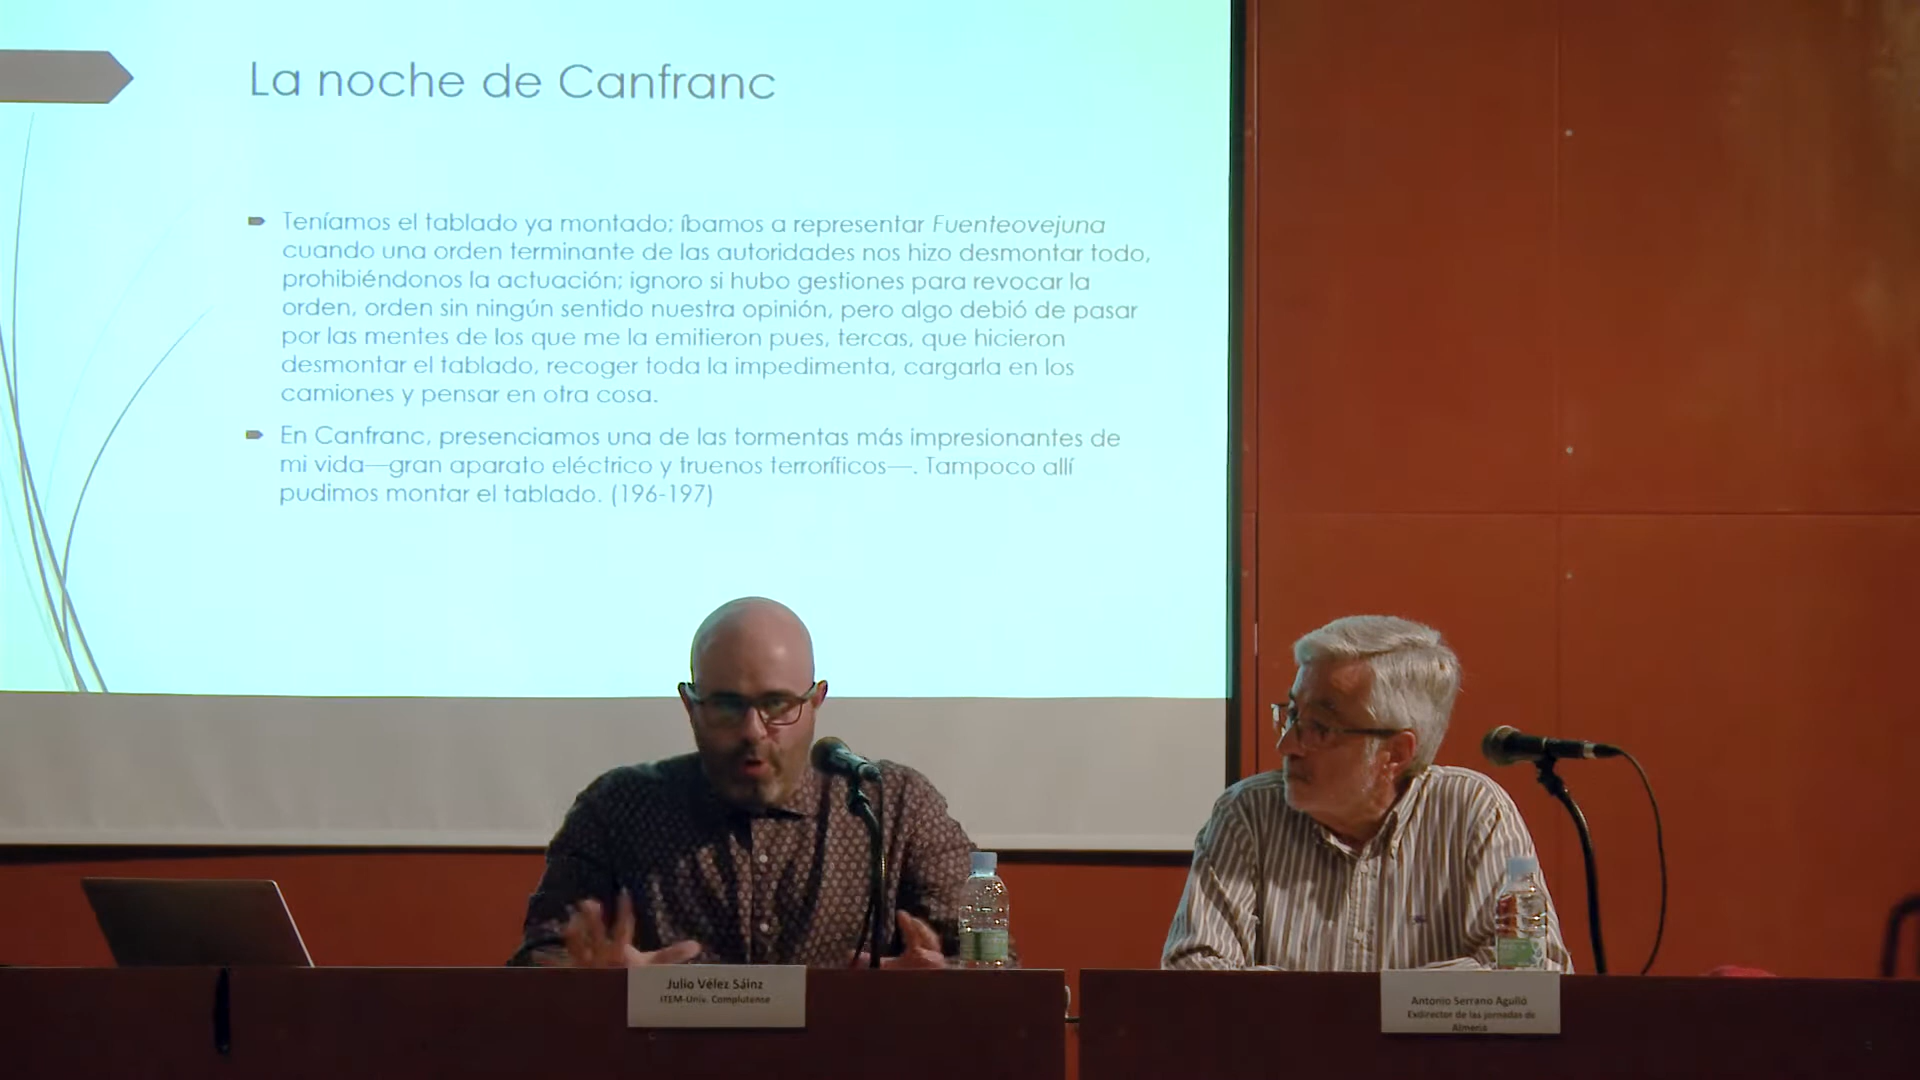 La noche de Canfranc
Teníamos el tablado ya montado; íbamos a representar Fuenteovejuna
cuando una orden terminante de las autoridades nos hizo desmontar todo,
prohibiéndonos la actuación; ignoro si hubo gestiones para revocar la
orden, orden sin ningún sentido nuestra opinión, pero algo debió de pasar
por las mentes de los que me la emitieron pues, tercas, que hicieron
desmontar el tablado, recoger toda la impedimenta, cargarla en los
camiones y pensar en otra cosa.
En Canfranc, presenciamos una de las tormentas más impresionantes de
mi vida—gran aparato eléctrico y truenos terroríficos—. Tampoco allí
pudimos montar el tablado. (196-197)
Julio Vélez Sáinz
ITEM-Univ. Complutense
Antonio Serrano Agulló
Exdirector de las jornadas de
Almería